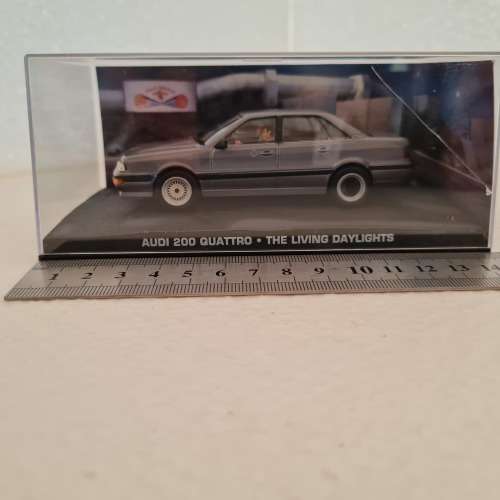 AUDI 200 QUATTRO • THE LIVING DAYLIGHTS
1 2 3 4 5 6 7 8 9 10 11 12 13 14